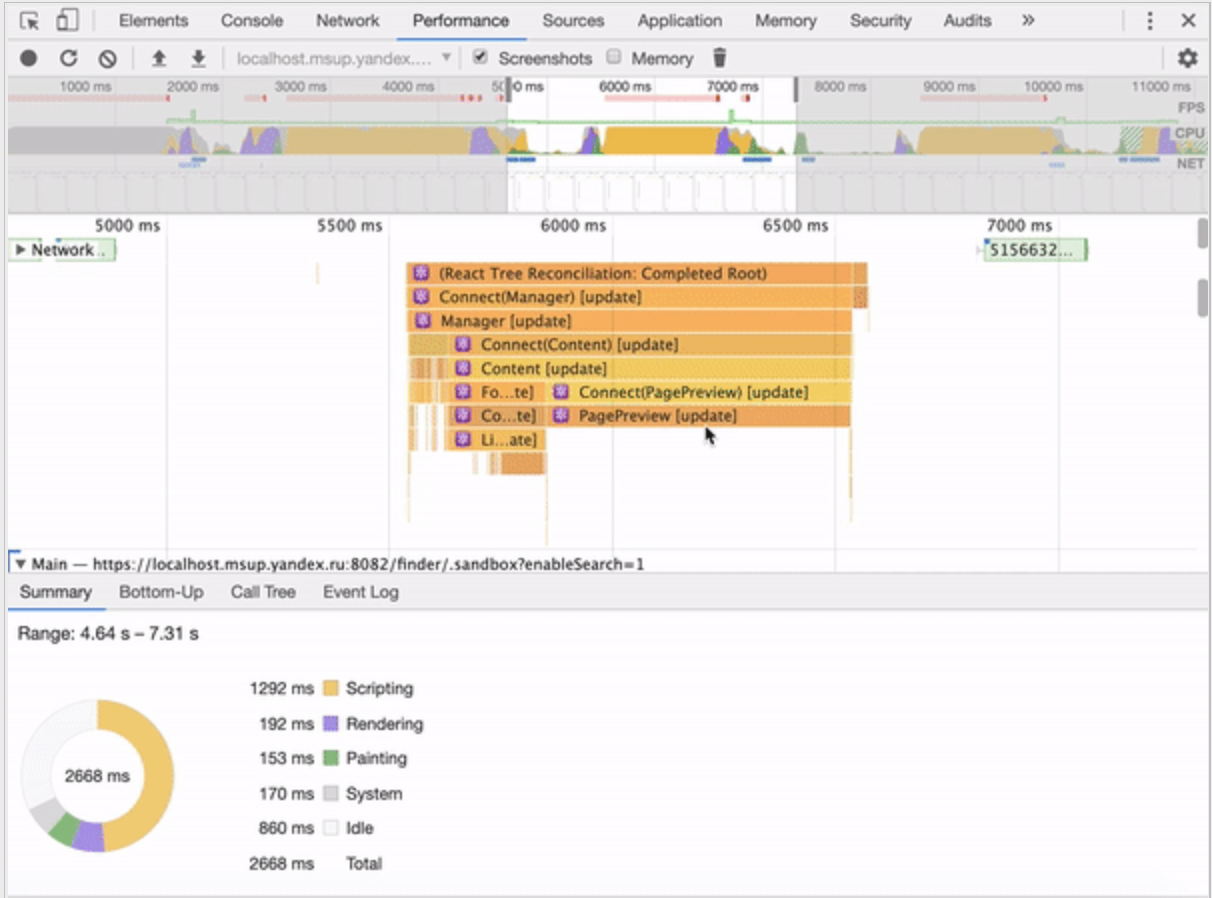 Elements Console Network Performance Sources Application Memory Security Audits »
localhost.msup.yandex.... ▼ Screenshots Memory
1000 ms 2000 ms 3000 ms 4000 ms 50 0 ms 6000 ms 7000 ms 8000 ms 9000 ms 10000 ms 11000 ms
FPS
CPU
NET
5000 ms 5500 ms 6000 ms 6500 ms 7000 ms
▶ Network .. 5156632...
(React Tree Reconciliation: Completed Root)
Connect(Manager) [update]
Manager [update]
Connect(Content) [update]
Content [update]
Fo...te] Connect(PagePreview) [update]
Co...te] PagePreview [update]
Li...ate]
▼ Main — https://localhost.msup.yandex.ru:8082/finder/.sandbox?enableSearch=1
Summary Bottom-Up Call Tree Event Log
Range: 4.64 s – 7.31 s
1292 ms Scripting
192 ms Rendering
153 ms Painting
2668 ms
170 ms System
860 ms Idle
2668 ms Total